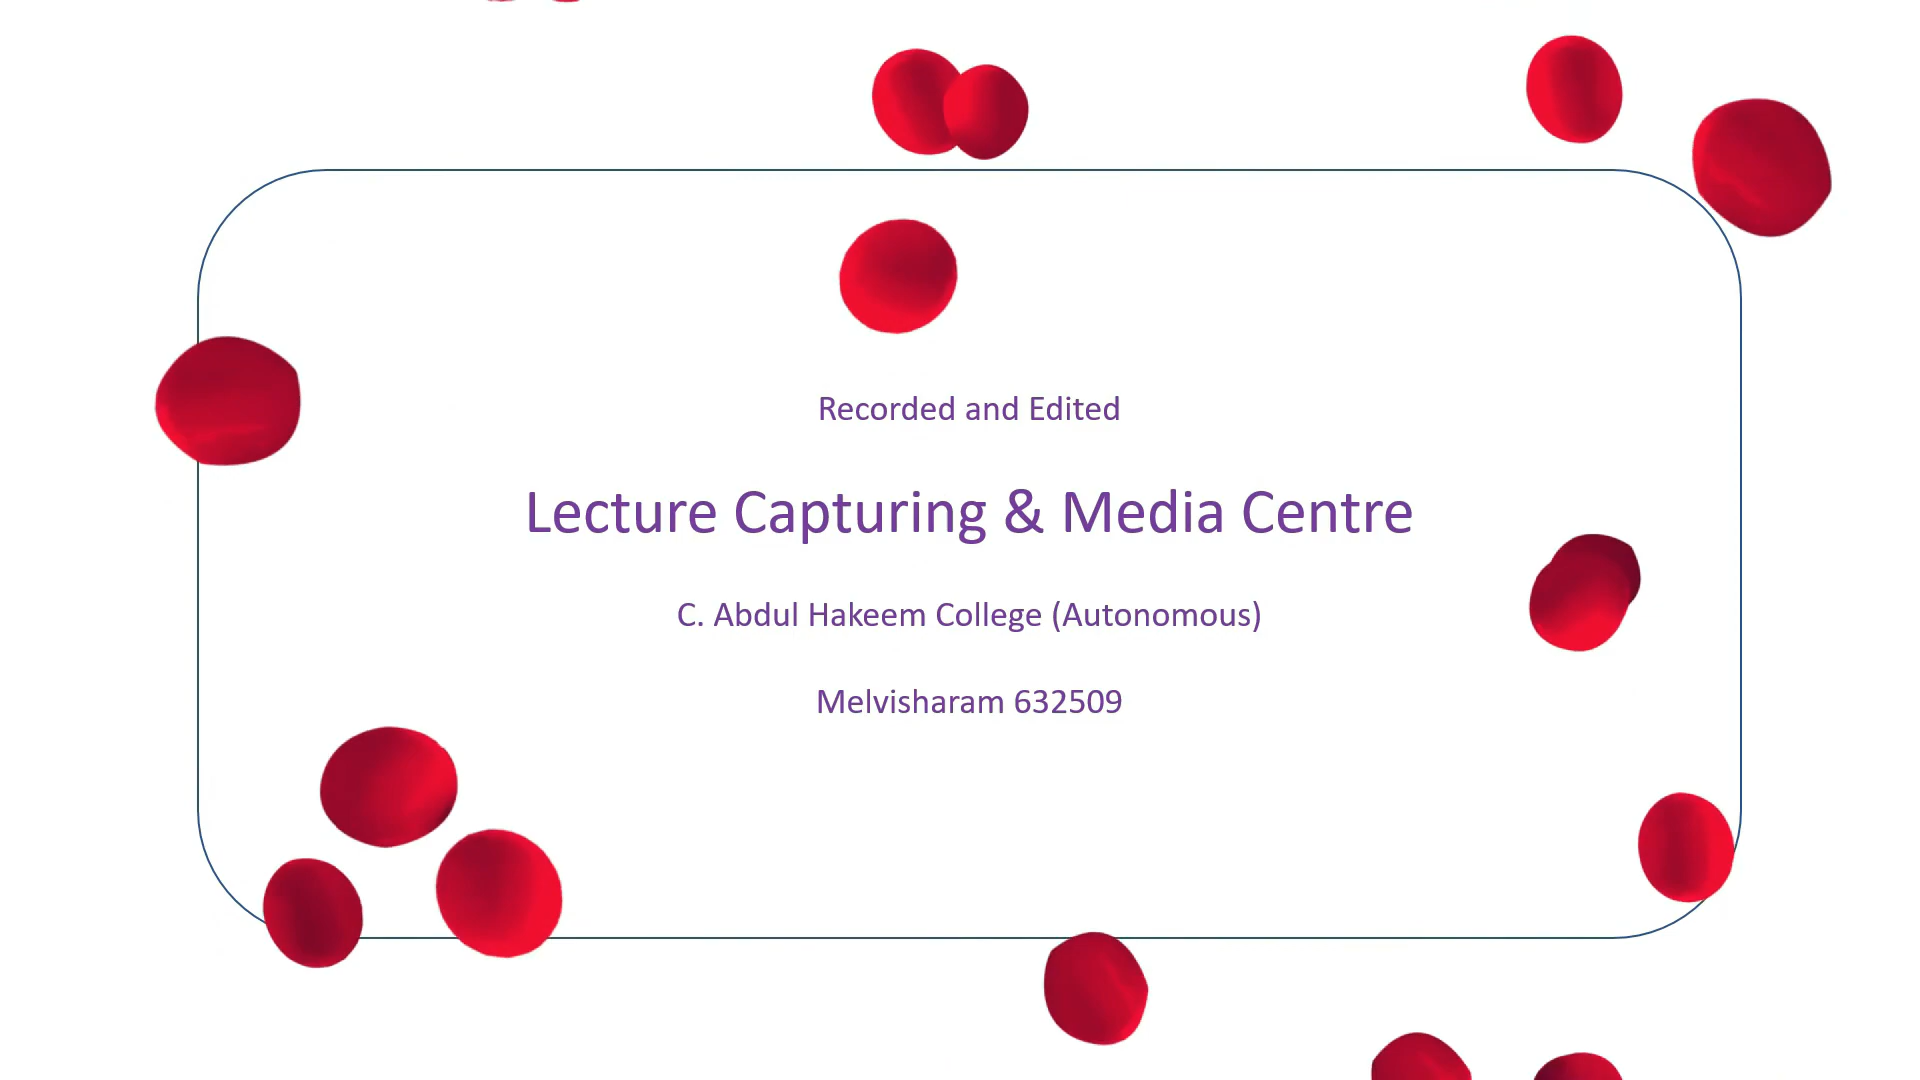 Recorded and Edited
Lecture Capturing & Media Centre
C. Abdul Hakeem College (Autonomous)
Melvisharam 632509